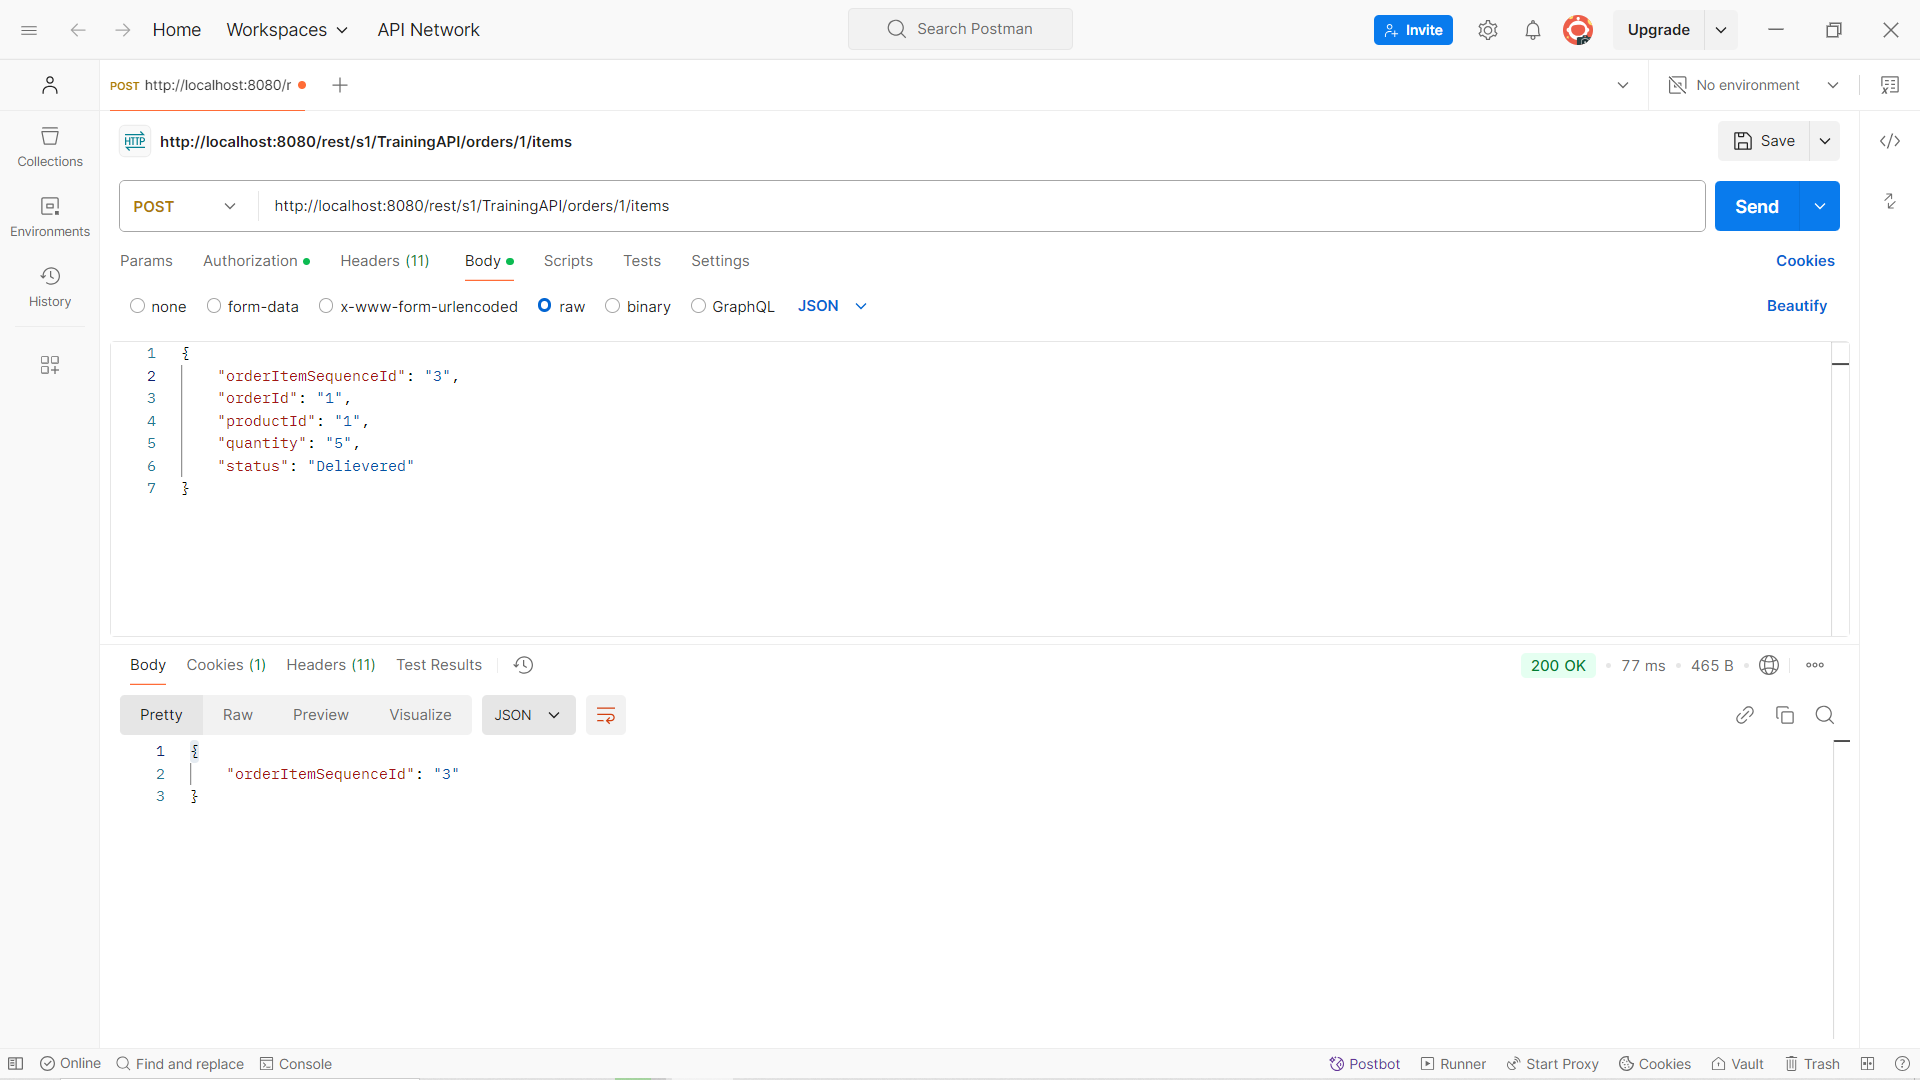 Home Workspaces API Network Search Postman Invite Upgrade
POST http://localhost:8080/r No environment
HTTP http://localhost:8080/rest/s1/TrainingAPI/orders/1/items Save
Collections
POST http://localhost:8080/rest/s1/TrainingAPI/orders/1/items Send
Environments
Params Authorization Headers (11) Body Scripts Tests Settings Cookies
History
none form-data x-www-form-urlencoded raw binary GraphQL JSON Beautify
1 {
2 "orderItemSequenceId": "3",
3 "orderId": "1",
4 "productId": "1",
5 "quantity": "5",
6 "status": "Delievered"
7 }
Body Cookies (1) Headers (11) Test Results 200 OK 77 ms 465 B
Pretty Raw Preview Visualize JSON
1 {
2 "orderItemSequenceId": "3"
3 }
Online Find and replace Console Postbot Runner Start Proxy Cookies Vault Trash